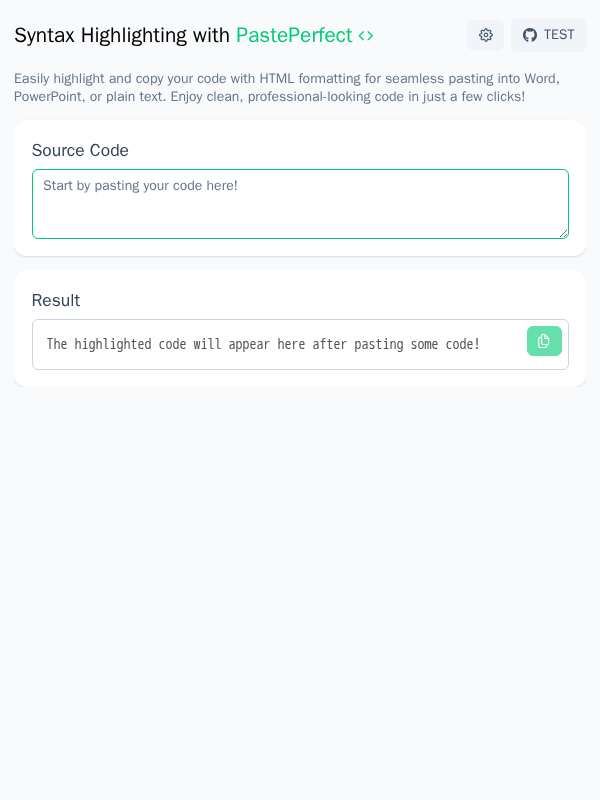 Syntax Highlighting with PastePerfect
TEST
Easily highlight and copy your code with HTML formatting for seamless pasting into Word,
PowerPoint, or plain text. Enjoy clean, professional-looking code in just a few clicks!
Source Code
Start by pasting your code here!
Result
The highlighted code will appear here after pasting some code!